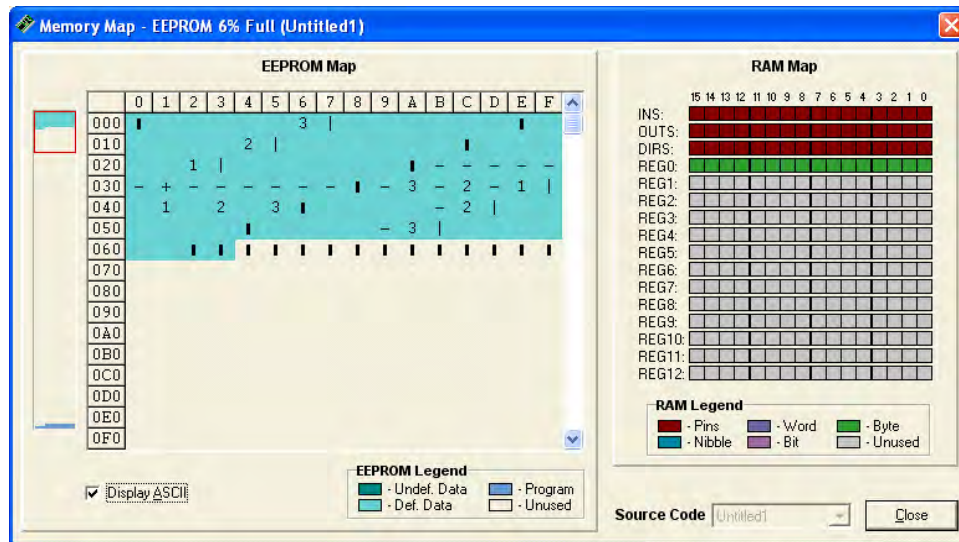 Memory Map - EEPROM 6% Full (Untitled1)
EEPROM Map
0 1 2 3 4 5 6 7 8 9 A B C D E F
000 3 |
010 2 |
020 1 | - - - - -
030 - + - - - - - - - 3 - 2 - 1 |
040 1 2 3 - 2 |
050 - 3 |
060
070
080
090
0A0
0B0
0C0
0D0
0E0
0F0
Display ASCII
EEPROM Legend
- Undef. Data - Program
- Def. Data - Unused
RAM Map
15 14 13 12 11 10 9 8 7 6 5 4 3 2 1 0
INS:
OUTS:
DIRS:
REG0:
REG1:
REG2:
REG3:
REG4:
REG5:
REG6:
REG7:
REG8:
REG9:
REG10:
REG11:
REG12:
RAM Legend
- Pins - Word - Byte
- Nibble - Bit - Unused
Source Code Untitled1 Close